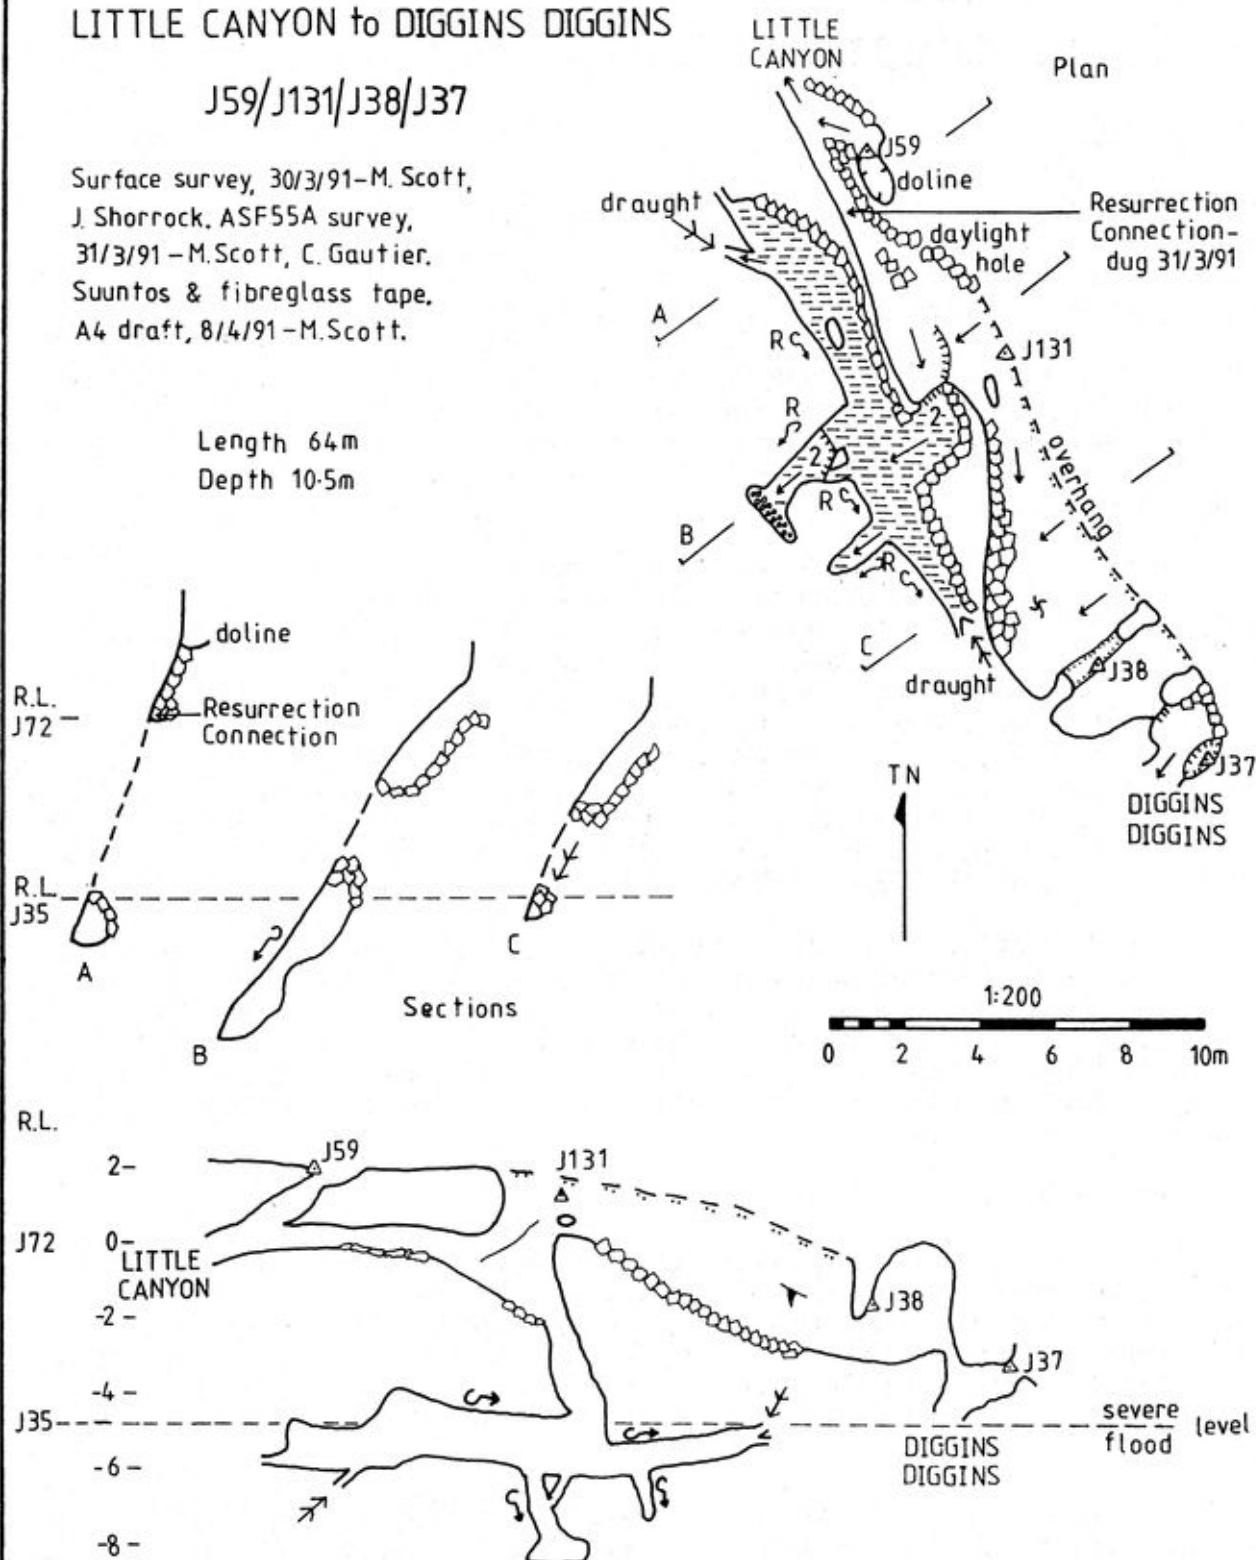 LITTLE CANYON to DIGGINS DIGGINS
J59/J131/J38/J37
Surface survey, 30/3/91-M. Scott,
J. Shorrock. ASF55A survey,
31/3/91 - M.Scott, C. Gautier.
Suuntos & fibreglass tape.
A4 draft, 8/4/91 - M.Scott.
Length 64m
Depth 10·5m
LITTLE
CANYON
Plan
J59
doline
draught
Resurrection
Connection-
dug 31/3/91
daylight
hole
A
R
J131
R
2
2
overhang
R
B
R
C
draught
J38
J37
DIGGINS
DIGGINS
TN
doline
R.L.
J72
Resurrection
Connection
R.L.
J35
A
B
C
Sections
1:200
0 2 4 6 8 10m
R.L.
2-
J59
J131
J72
0-
LITTLE
CANYON
-2-
J38
J37
-4-
J35
severe
flood
level
DIGGINS
DIGGINS
-6-
-8-